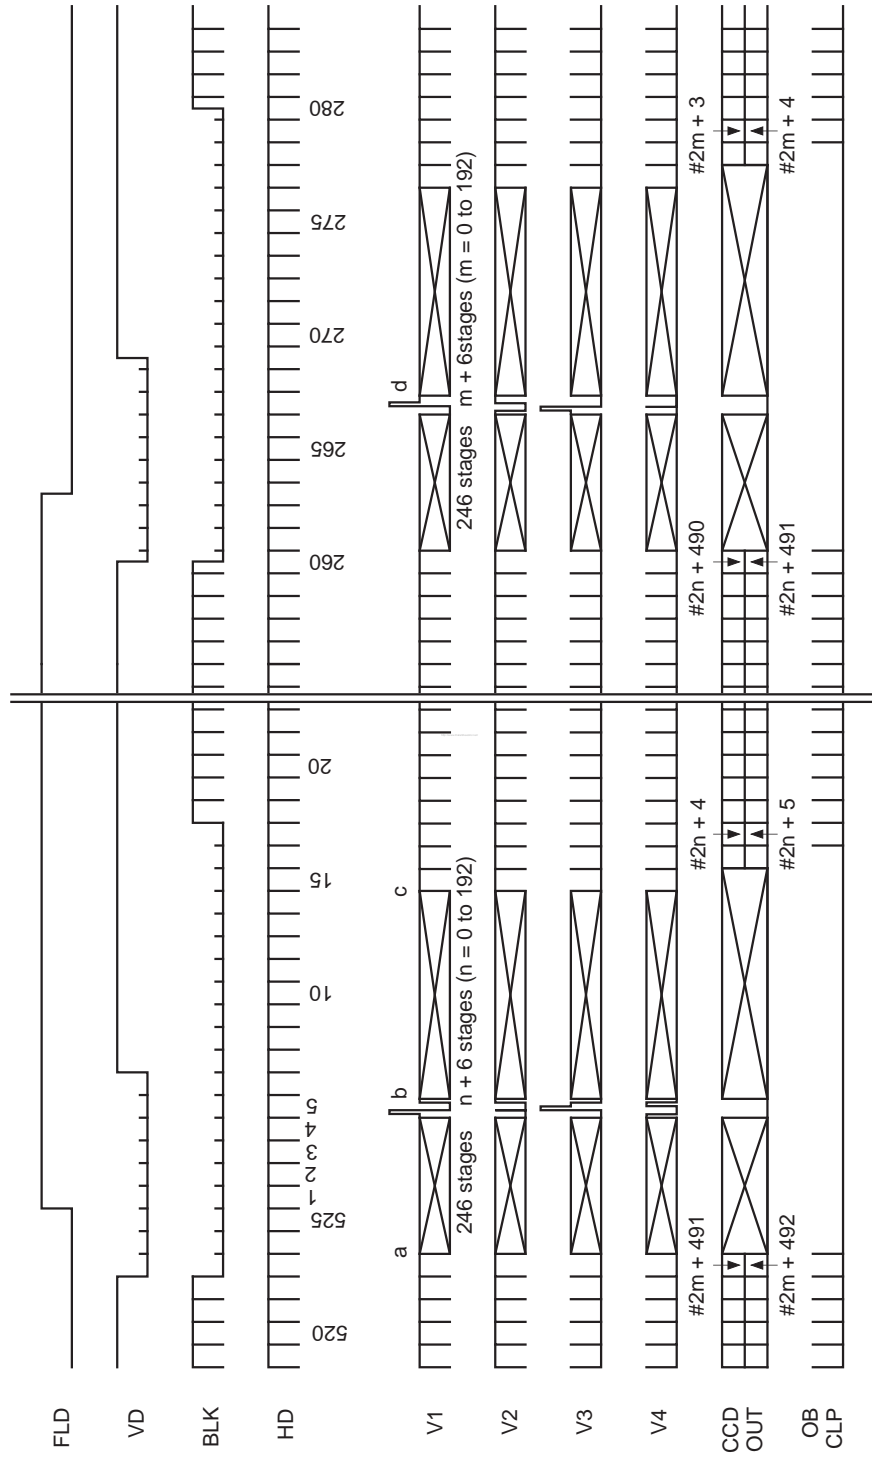 FLD
VD
BLK
HD
520
525
1
2
3
4
5
10
15
20
260
265
270
275
280
V1
a
b
c
d
246 stages
n + 6 stages (n = 0 to 192)
246 stages
m + 6stages (m = 0 to 192)
V2
V3
V4
#2m + 491
#2n + 4
#2n + 490
#2m + 3
CCD
OUT
#2m + 492
#2n + 5
#2n + 491
#2m + 4
OB
CLP